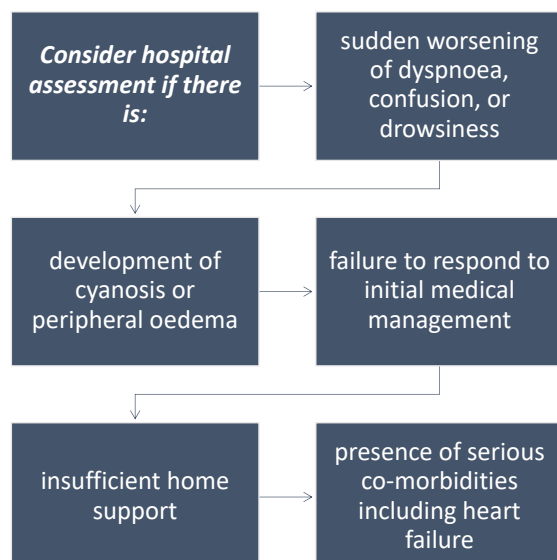 Consider hospital
assessment if there
is:
sudden worsening
of dyspnoea,
confusion, or
drowsiness
development of
cyanosis or
peripheral oedema
failure to respond to
initial medical
management
insufficient home
support
presence of serious
co-morbidities
including heart
failure